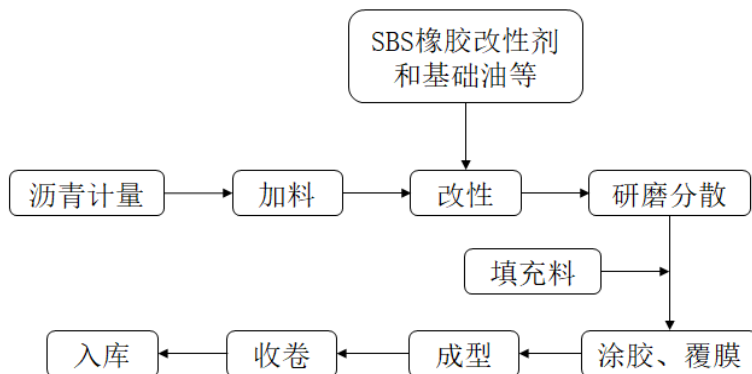 SBS橡胶改性剂
和基础油等
沥青计量
加料
改性
研磨分散
填充料
入库
收卷
成型
涂胶、覆膜